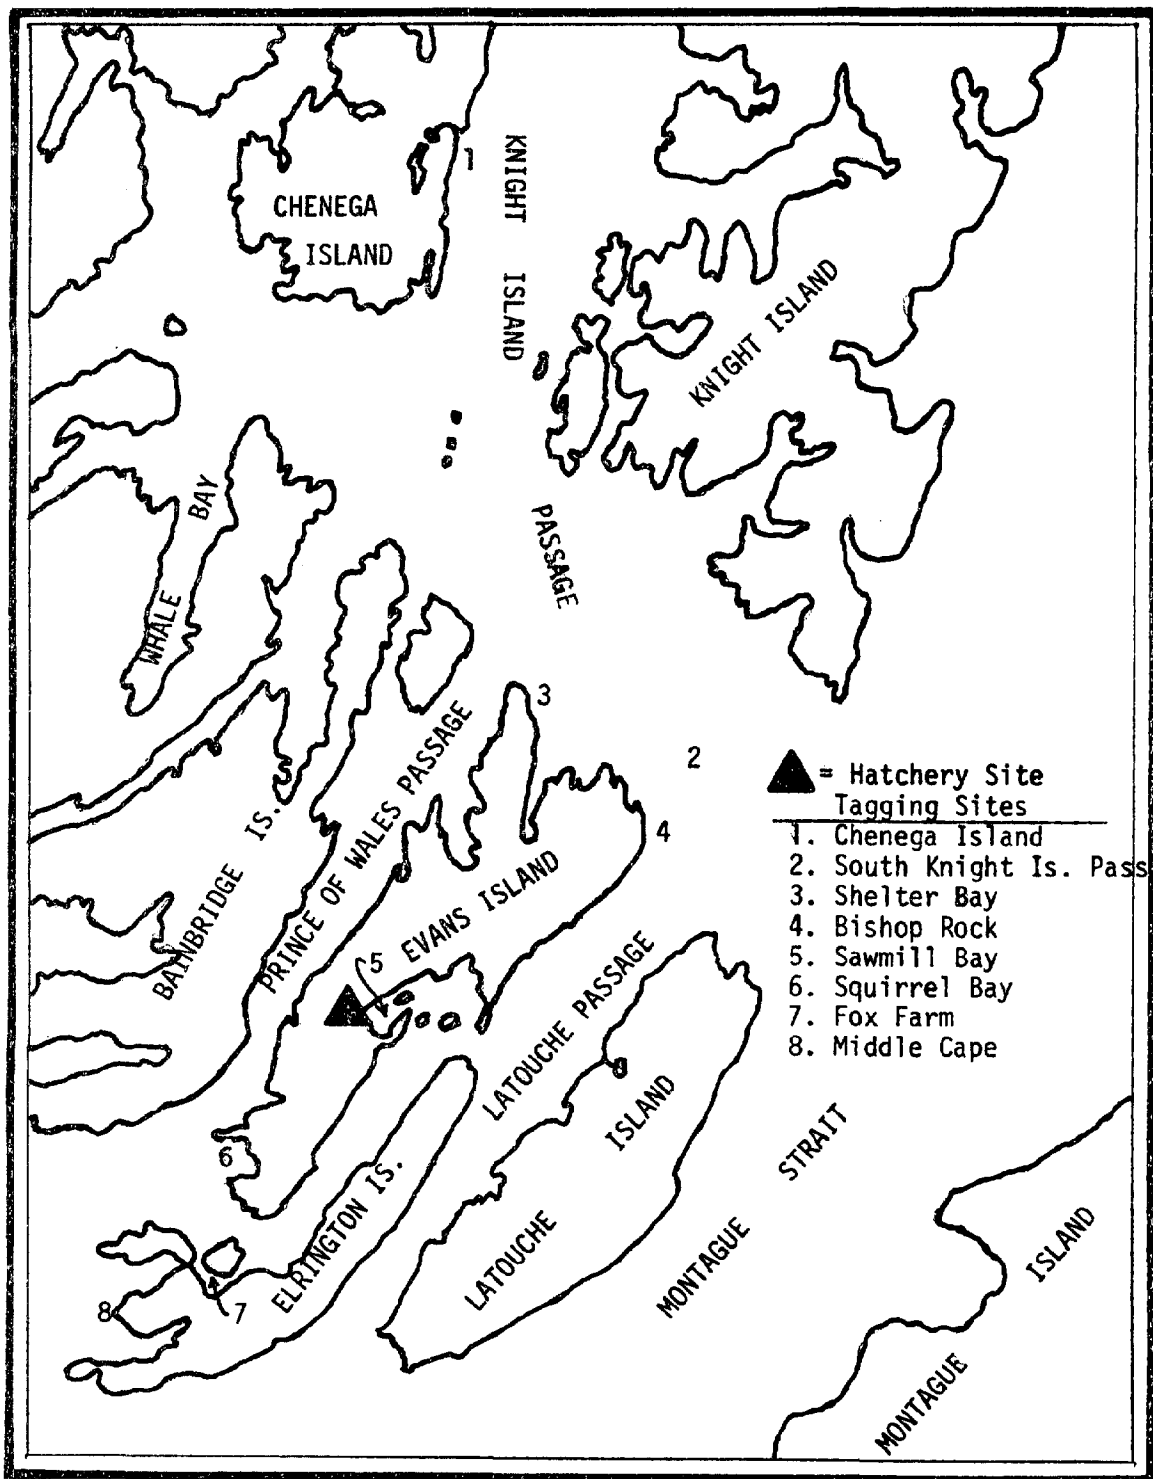 1
KNIGHT ISLAND PASSAGE
CHENEGA
ISLAND
KNIGHT ISLAND
WHALE BAY
3
2
PRINCE OF WALES PASSAGE
BAINBRIDGE IS.
4
EVANS ISLAND
5
LATOUCHE PASSAGE
= Hatchery Site
Tagging Sites
1. Chenega Island
2. South Knight Is. Pass
3. Shelter Bay
4. Bishop Rock
5. Sawmill Bay
6. Squirrel Bay
7. Fox Farm
8. Middle Cape
6
ELRINGTON IS.
LATOUCHE ISLAND
MONTAGUE STRAIT
MONTAGUE ISLAND
8
7